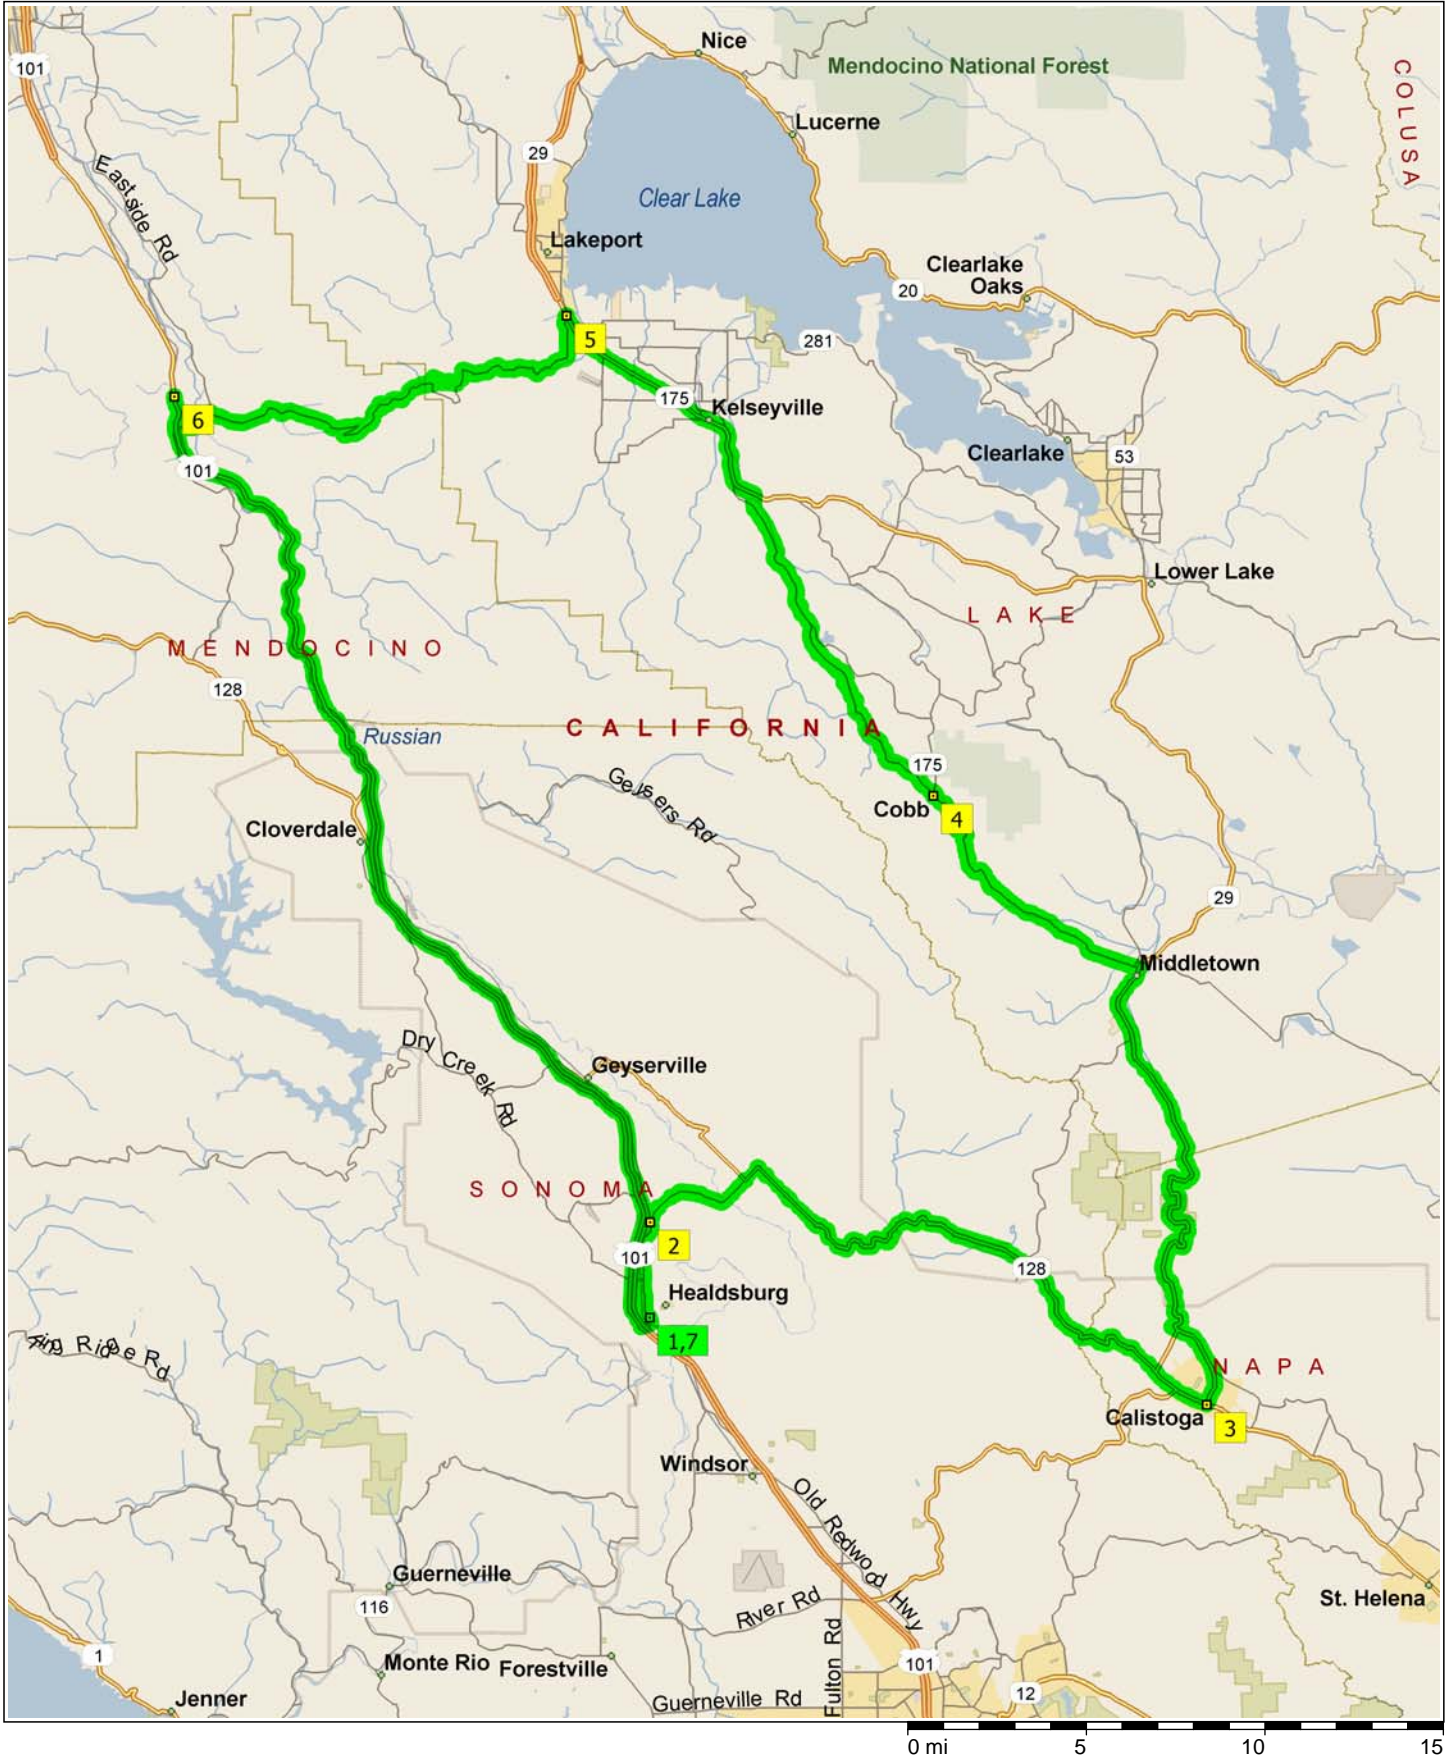 Nice
101
Mendocino National Forest
COLUSA
Lucerne
29
Eastside Rd
Clear Lake
Lakeport
Clearlake
Oaks
20
5
281
175
Kelseyville
6
Clearlake
53
101
Lower Lake
LAKE
MENDOCINO
128
CALIFORNIA
Russian
175
Geysers Rd
Cobb
4
Cloverdale
29
Middletown
Dry Creek Rd
Geyserville
SONOMA
2
101
128
Healdsburg
1,7
NAPA
Calistoga
3
Windsor
Old Redwood Hwy
Guerneville
116
River Rd
St. Helena
Fulton Rd
1
Monte Rio
Forestville
101
12
Jenner
Guerneville Rd
0 mi
5
10
15